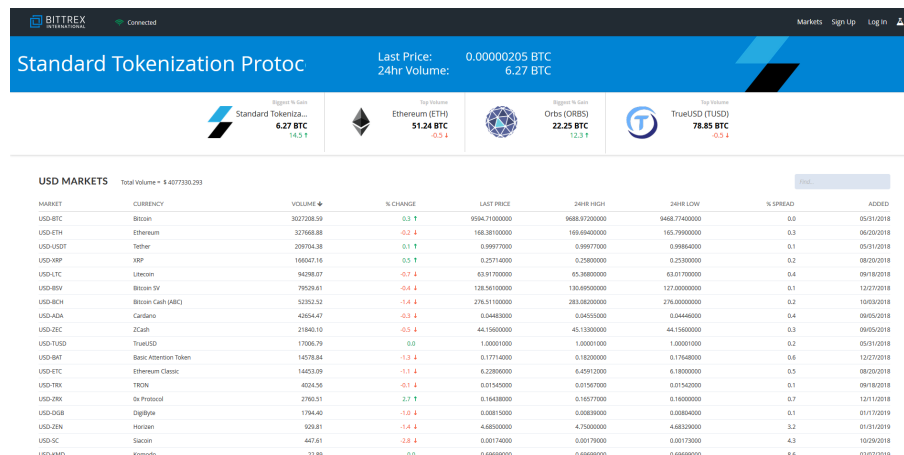 BITTREX
INTERNATIONAL
Connected
Markets Sign Up Log In
Standard Tokenization Protoc
Last Price: 0.00000205 BTC
24hr Volume: 6.27 BTC
Biggest % Gain
Standard Tokeniza...
6.27 BTC
14.5 ↑
Top Volume
Ethereum (ETH)
51.24 BTC
-0.5 ↓
Biggest % Gain
Orbs (ORBS)
22.25 BTC
12.3 ↑
Top Volume
TrueUSD (TUSD)
78.85 BTC
-0.5 ↓
USD MARKETS Total Volume = $ 4077330.293
Find...
MARKET CURRENCY VOLUME ↓ % CHANGE LAST PRICE 24HR HIGH 24HR LOW % SPREAD ADDED
USD-BTC Bitcoin 3027208.59 0.3 ↑ 9594.71000000 9688.97200000 9468.77400000 0.0 05/31/2018
USD-ETH Ethereum 327668.88 -0.2 ↓ 168.38100000 169.69400000 165.79900000 0.3 06/20/2018
USD-USDT Tether 209704.38 0.1 ↑ 0.99977000 0.99977000 0.99864000 0.1 05/31/2018
USD-XRP XRP 166047.16 0.5 ↑ 0.25714000 0.25800000 0.25300000 0.2 08/20/2018
USD-LTC Litecoin 94298.07 -0.7 ↓ 63.91700000 65.36800000 63.01700000 0.4 09/18/2018
USD-BSV Bitcoin SV 79529.61 -0.4 ↓ 128.56100000 130.69500000 127.00000000 0.1 12/27/2018
USD-BCH Bitcoin Cash (ABC) 52352.52 -1.4 ↓ 276.51100000 283.08200000 276.00000000 0.2 10/03/2018
USD-ADA Cardano 42654.47 -0.3 ↓ 0.04483000 0.04555000 0.04446000 0.4 09/05/2018
USD-ZEC ZCash 21840.10 -0.5 ↓ 44.15600000 45.13300000 44.15600000 0.3 09/05/2018
USD-TUSD TrueUSD 17006.79 0.0 1.00001000 1.00001000 1.00001000 0.2 05/31/2018
USD-BAT Basic Attention Token 14578.84 -1.3 ↓ 0.17714000 0.18200000 0.17648000 0.6 12/27/2018
USD-ETC Ethereum Classic 14453.09 -1.1 ↓ 6.22806000 6.45912000 6.18000000 0.5 08/20/2018
USD-TRX TRON 4024.56 -0.1 ↓ 0.01545000 0.01567000 0.01542000 0.1 09/18/2018
USD-ZRX 0x Protocol 2760.51 2.7 ↑ 0.16438000 0.16577000 0.16000000 0.7 12/11/2018
USD-DGB DigiByte 1794.40 -1.0 ↓ 0.00815000 0.00839000 0.00804000 0.1 01/17/2019
USD-ZEN Horizen 929.81 -1.4 ↓ 4.68500000 4.75000000 4.68329000 3.2 01/31/2019
USD-SC Siacoin 447.61 -2.8 ↓ 0.00174000 0.00179000 0.00173000 4.3 10/29/2018
USD-KMD Komodo 22.89 0.0 0.69699000 0.69699000 0.69699000 8.6 02/07/2019